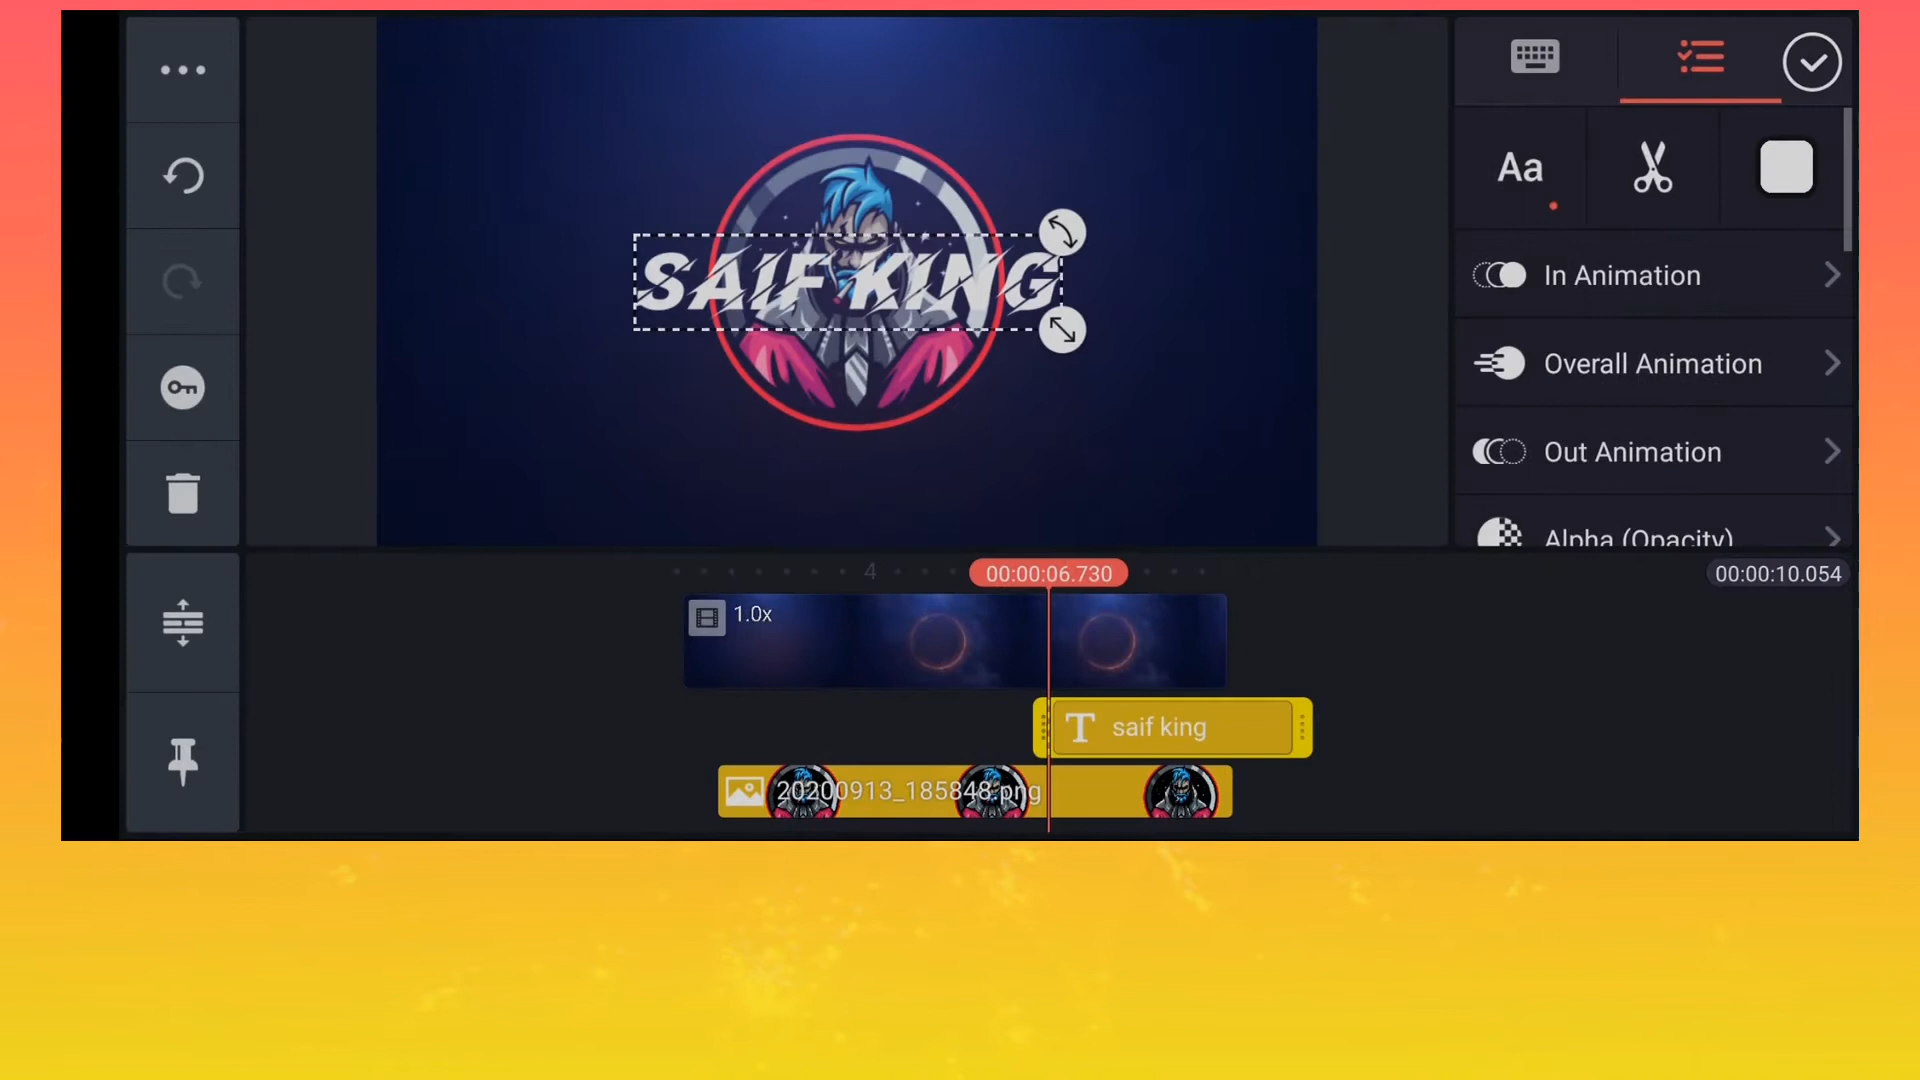 SAIF KING
Aa
In Animation
Overall Animation
Out Animation
Alpha (Opacity)
4
00:00:06.730
00:00:10.054
1.0x
T saif king
20200913_185848.png